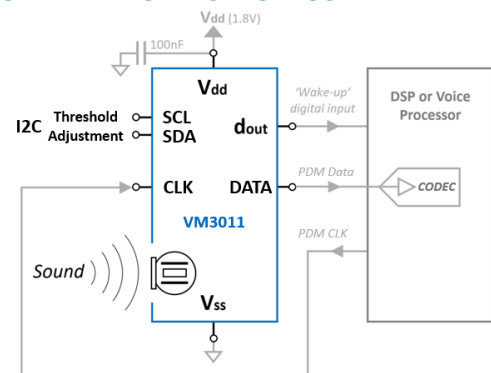 Vdd (1.8V)
100nF
Vdd
I2C
Threshold
Adjustment
SCL
SDA
CLK
dout
DATA
VM3011
Vss
Sound
'Wake-up'
digital input
PDM Data
PDM CLK
DSP or Voice
Processor
CODEC